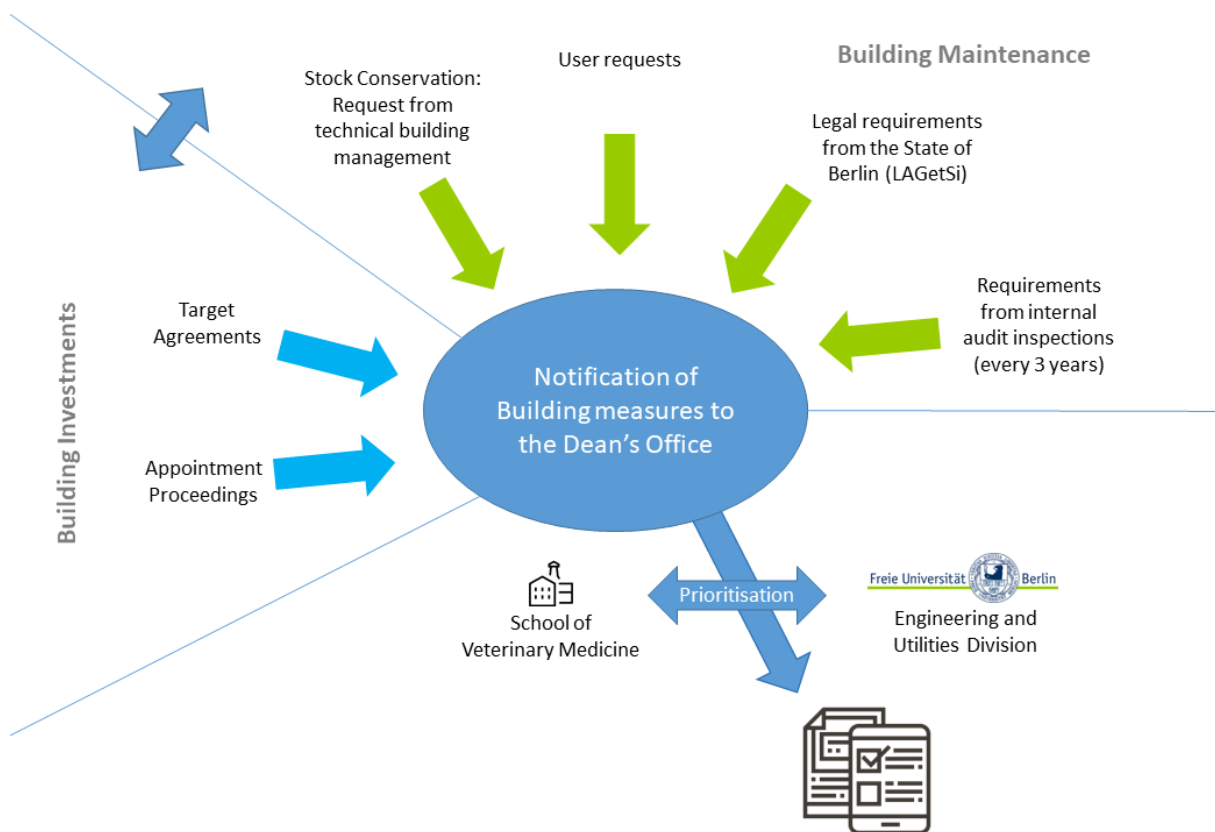 Building Maintenance
User requests
Stock Conservation:
Request from
technical building
management
Legal requirements
from the State of
Berlin (LAGetSi)
Requirements
from internal
audit inspections
(every 3 years)
Building Investments
Target
Agreements
Appointment
Proceedings
Notification of
Building measures to
the Dean's Office
School of
Veterinary Medicine
Prioritisation
Freie Universität Berlin
Engineering and
Utilities Division